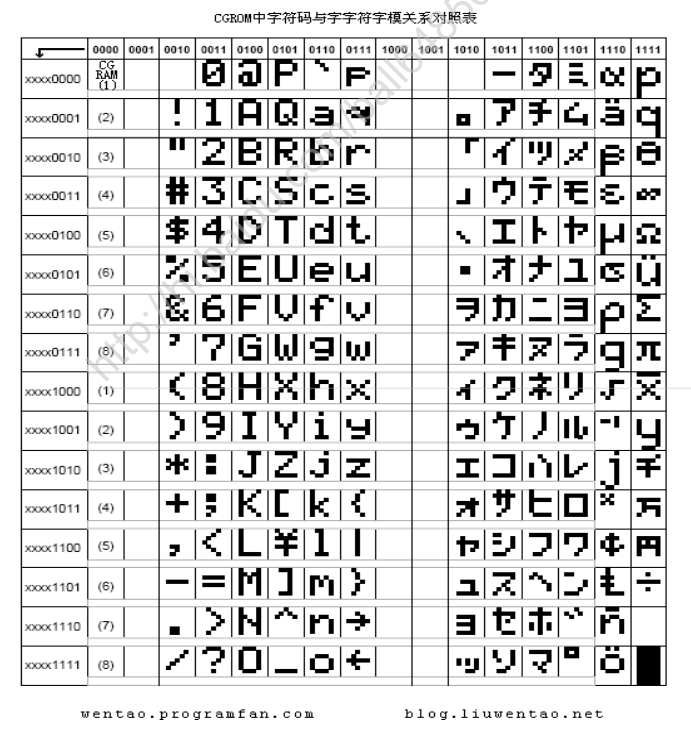 CGROM中字符码与字字符字模关系对照表
0000 0001 0010 0011 0100 0101 0110 0111 1000 1001 1010 1011 1100 1101 1110 1111
xxxx0000 CG RAM (1) 0 @ P ` p ー タ ミ α p
xxxx0001 (2) ! 1 A Q a q 。 ア チ ム ä q
xxxx0010 (3) " 2 B R b r 「 イ ツ メ β θ
xxxx0011 (4) # 3 C S c s 」 ウ テ モ ε ∞
xxxx0100 (5) $ 4 D T d t 、 エ ト ヤ μ Ω
xxxx0101 (6) % 5 E U e u ・ オ ナ ユ σ ü
xxxx0110 (7) & 6 F V f v ヲ カ ニ ヨ ρ Σ
xxxx0111 (8) ' 7 G W g w ァ キ ヌ ラ g π
xxxx1000 (1) ( 8 H X h x ィ ク ネ リ √ x̄
xxxx1001 (2) ) 9 I Y i y ゥ ケ ノ ル ⁻¹ y
xxxx1010 (3) * : J Z j z ェ コ ハ レ j 千
xxxx1011 (4) + ; K [ k { ォ サ ヒ ロ ˣ 万
xxxx1100 (5) , < L ¥ l | ャ シ フ ワ ¢ 円
xxxx1101 (6) - = M ] m } ュ ス ヘ ン ₤ ÷
xxxx1110 (7) . > N ^ n → ョ セ ホ ゛ ñ
xxxx1111 (8) / ? O _ o ← ッ ソ マ ゜ ö █
wentao.programfan.com blog.liuwentao.net